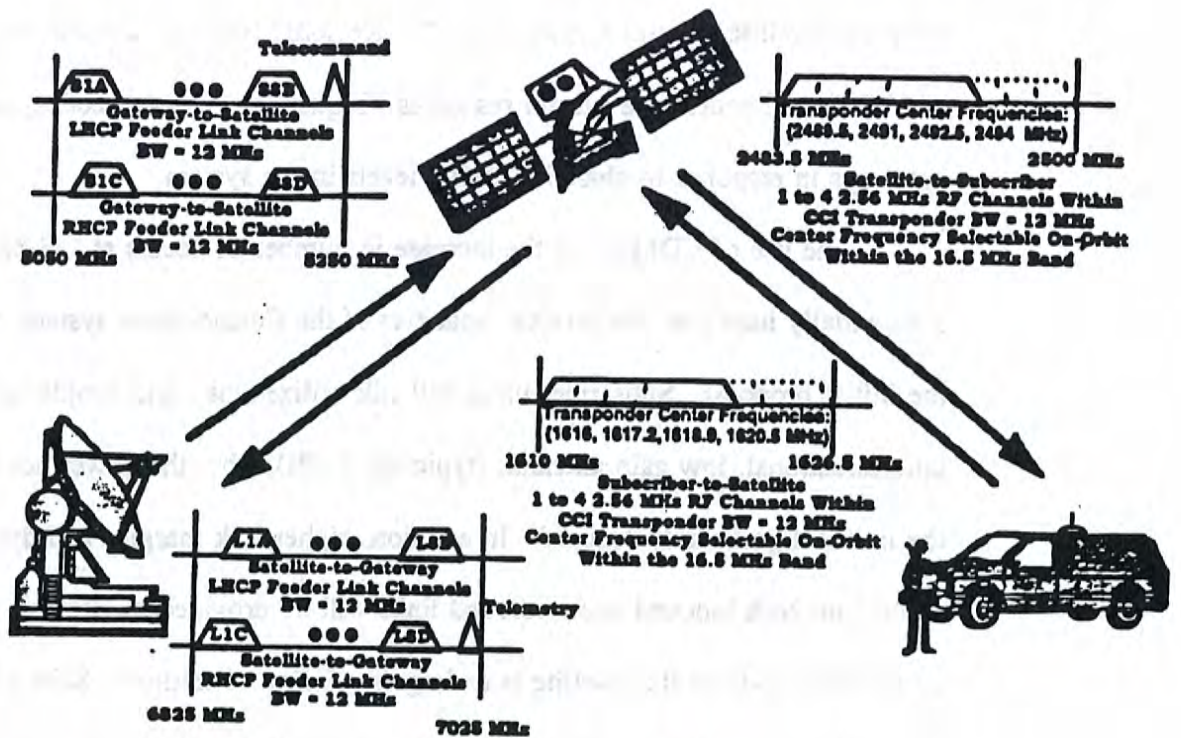 Telecommand
S1A ●●● S8B
Gateway-to-Satellite
LHCP Feeder Link Channels
BW = 12 MHz
S1C ●●● S8D
Gateway-to-Satellite
RHCP Feeder Link Channels
BW = 12 MHz
5050 MHz 5250 MHz
Transponder Center Frequencies:
(2489.5, 2491, 2492.5, 2494 MHz)
2483.5 MHz 2500 MHz
Satellite-to-Subscriber
1 to 4 2.56 MHz RF Channels Within
CCI Transponder BW = 12 MHz
Center Frequency Selectable On-Orbit
Within the 16.5 MHz Band
Transponder Center Frequencies:
(1616, 1617.2, 1618.9, 1620.5 MHz)
1610 MHz 1626.5 MHz
Subscriber-to-Satellite
1 to 4 2.56 MHz RF Channels Within
CCI Transponder BW = 12 MHz
Center Frequency Selectable On-Orbit
Within the 16.5 MHz Band
L1A ●●● L8B
Satellite-to-Gateway
LHCP Feeder Link Channels
BW = 12 MHz
Telemetry
L1C ●●● L8D
Satellite-to-Gateway
RHCP Feeder Link Channels
BW = 12 MHz
6825 MHz 7025 MHz